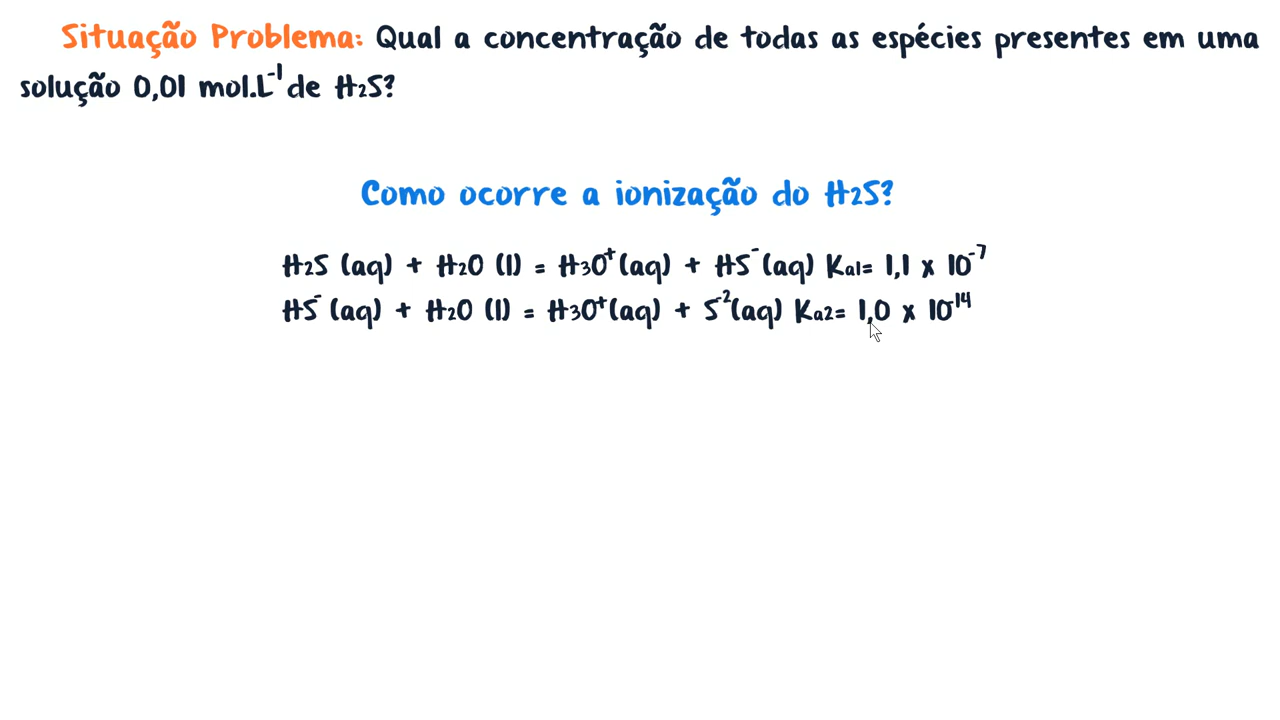 Situação Problema: Qual a concentração de todas as espécies presentes em uma
solução 0,01 mol.L⁻¹ de H₂S?
Como ocorre a ionização do H₂S?
H₂S (aq) + H₂O (l) = H₃O⁺(aq) + HS⁻(aq) Ka1= 1,1 x 10⁻⁷
HS⁻(aq) + H₂O (l) = H₃O⁺(aq) + S⁻²(aq) Ka2= 1,0 x 10⁻¹⁴